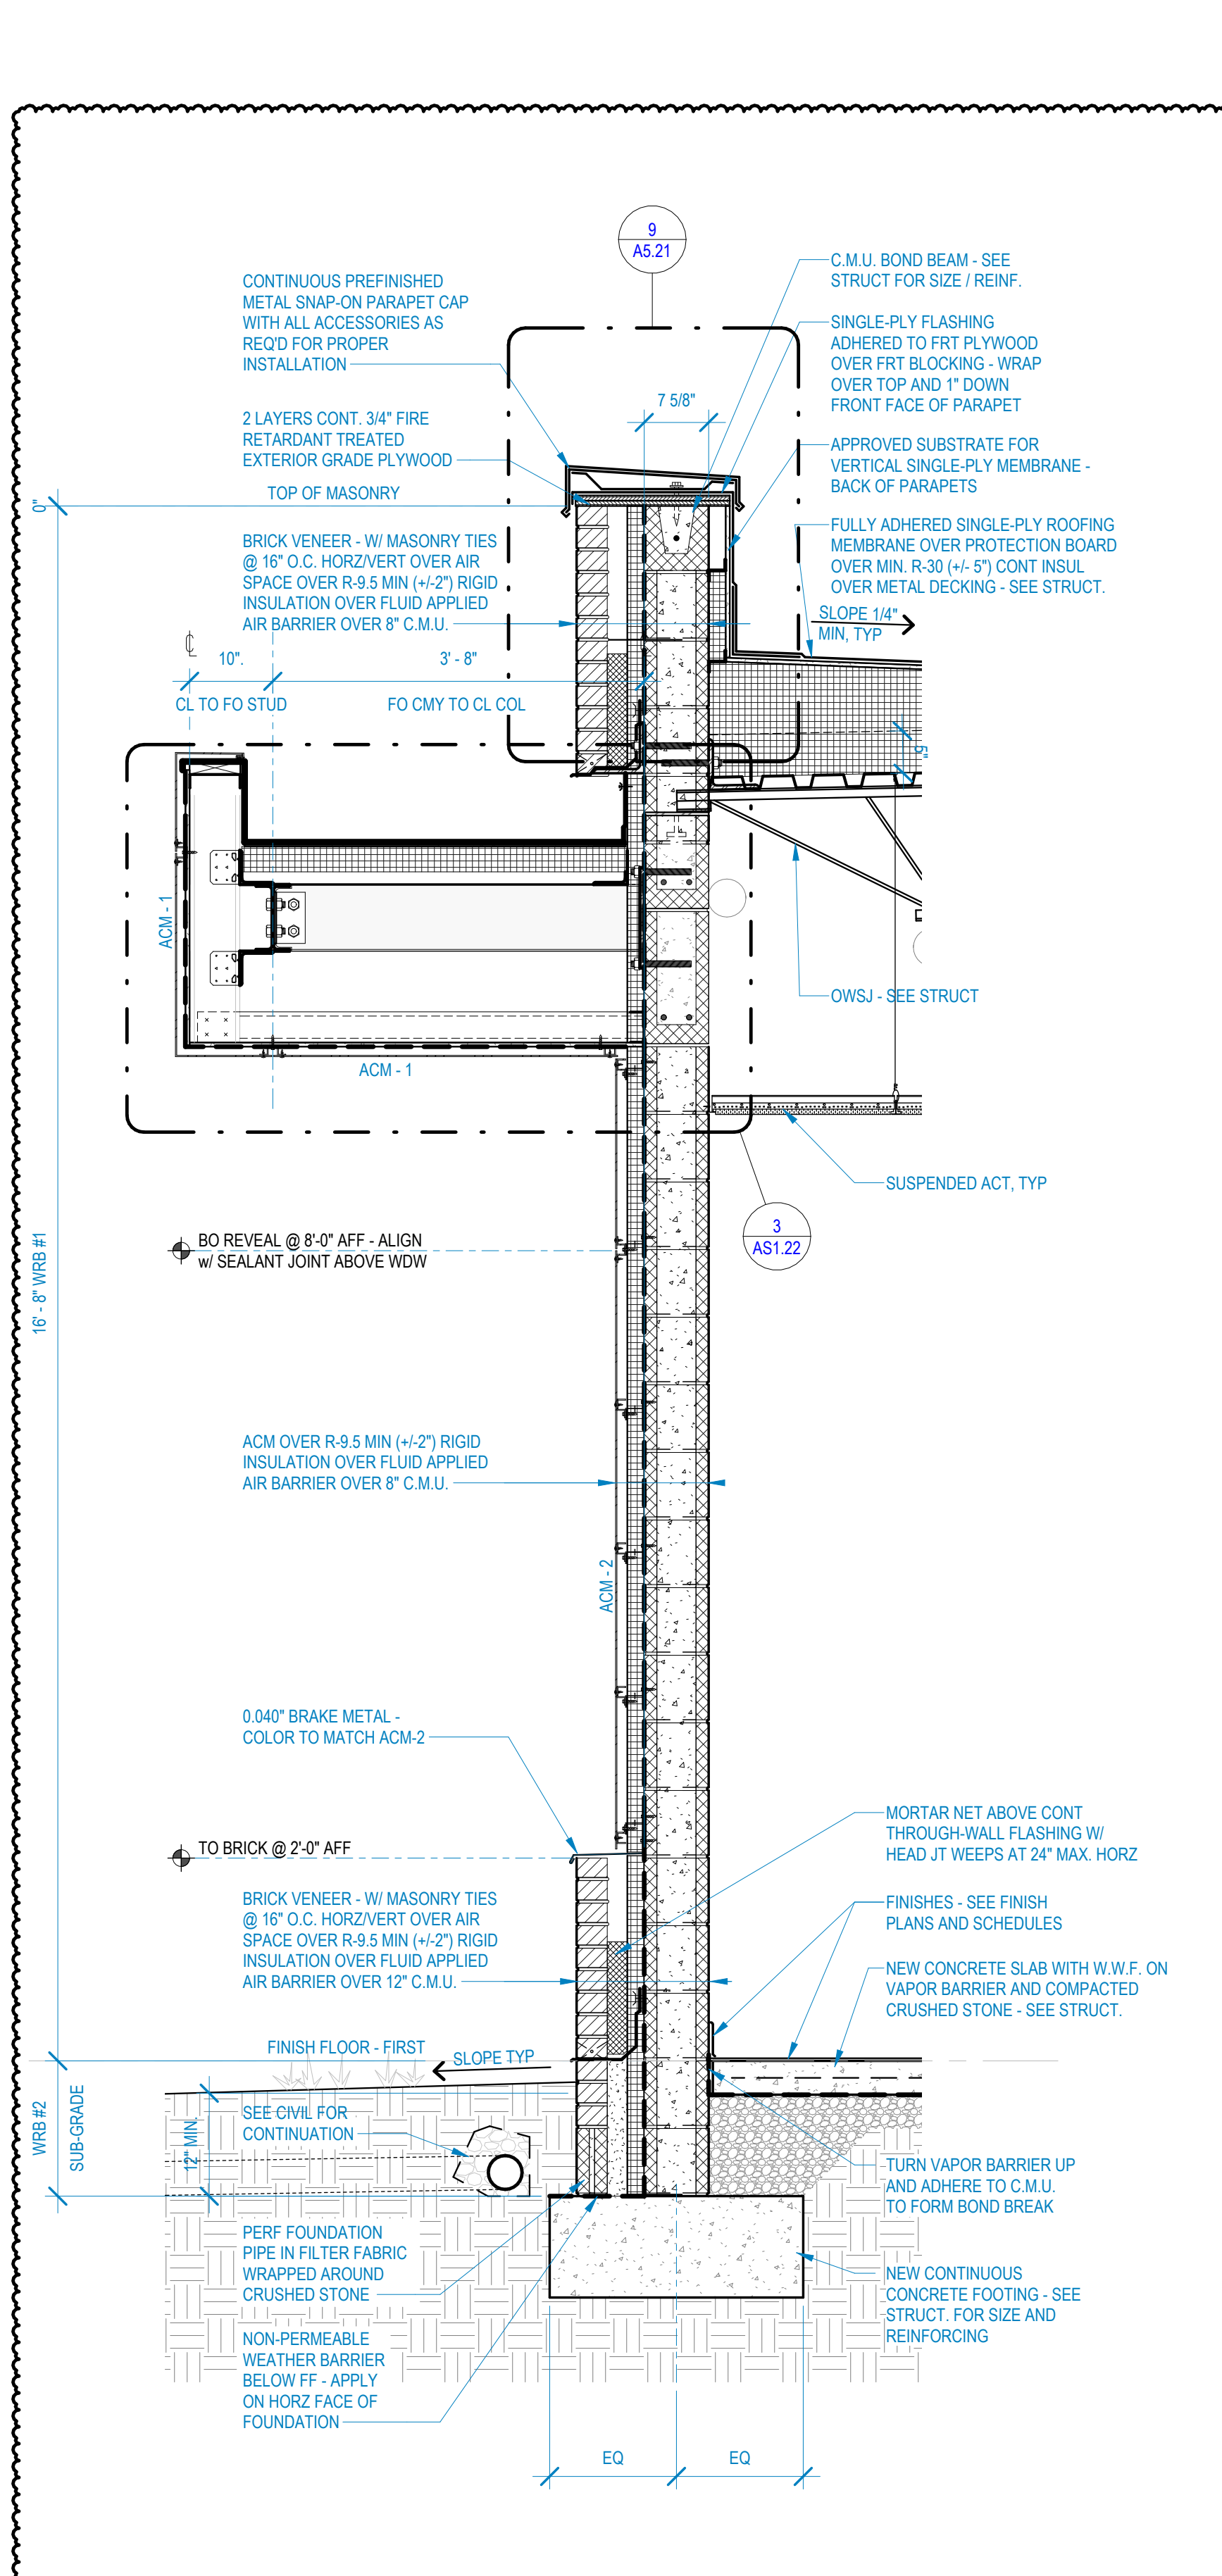 9
A5.21
CONTINUOUS PREFINISHED
METAL SNAP-ON PARAPET CAP
WITH ALL ACCESSORIES AS
REQ'D FOR PROPER
INSTALLATION
C.M.U. BOND BEAM - SEE
STRUCT FOR SIZE / REINF.
SINGLE-PLY FLASHING
ADHERED TO FRT PLYWOOD
OVER FRT BLOCKING - WRAP
OVER TOP AND 1" DOWN
FRONT FACE OF PARAPET
7 5/8"
2 LAYERS CONT. 3/4" FIRE
RETARDANT TREATED
EXTERIOR GRADE PLYWOOD
APPROVED SUBSTRATE FOR
VERTICAL SINGLE-PLY MEMBRANE -
BACK OF PARAPETS
0"
TOP OF MASONRY
FULLY ADHERED SINGLE-PLY ROOFING
MEMBRANE OVER PROTECTION BOARD
OVER MIN. R-30 (+/- 5") CONT INSUL
OVER METAL DECKING - SEE STRUCT.
BRICK VENEER - W/ MASONRY TIES
@ 16" O.C. HORZ/VERT OVER AIR
SPACE OVER R-9.5 MIN (+/-2") RIGID
INSULATION OVER FLUID APPLIED
AIR BARRIER OVER 8" C.M.U.
SLOPE 1/4"
MIN, TYP
10".
3' - 8"
CL TO FO STUD
FO CMY TO CL COL
5"
ACM - 1
ACM - 1
OWSJ - SEE STRUCT
SUSPENDED ACT, TYP
3
AS1.22
BO REVEAL @ 8'-0" AFF - ALIGN
w/ SEALANT JOINT ABOVE WDW
16' - 8" WRB #1
ACM OVER R-9.5 MIN (+/-2") RIGID
INSULATION OVER FLUID APPLIED
AIR BARRIER OVER 8" C.M.U.
ACM - 2
0.040" BRAKE METAL -
COLOR TO MATCH ACM-2
TO BRICK @ 2'-0" AFF
MORTAR NET ABOVE CONT
THROUGH-WALL FLASHING W/
HEAD JT WEEPS AT 24" MAX. HORZ
BRICK VENEER - W/ MASONRY TIES
@ 16" O.C. HORZ/VERT OVER AIR
SPACE OVER R-9.5 MIN (+/-2") RIGID
INSULATION OVER FLUID APPLIED
AIR BARRIER OVER 12" C.M.U.
FINISHES - SEE FINISH
PLANS AND SCHEDULES
NEW CONCRETE SLAB WITH W.W.F. ON
VAPOR BARRIER AND COMPACTED
CRUSHED STONE - SEE STRUCT.
FINISH FLOOR - FIRST
SLOPE TYP
WRB #2
SUB-GRADE
12" MIN
SEE CIVIL FOR
CONTINUATION
TURN VAPOR BARRIER UP
AND ADHERE TO C.M.U.
TO FORM BOND BREAK
PERF FOUNDATION
PIPE IN FILTER FABRIC
WRAPPED AROUND
CRUSHED STONE
NEW CONTINUOUS
CONCRETE FOOTING - SEE
STRUCT. FOR SIZE AND
REINFORCING
NON-PERMEABLE
WEATHER BARRIER
BELOW FF - APPLY
ON HORZ FACE OF
FOUNDATION
EQ
EQ